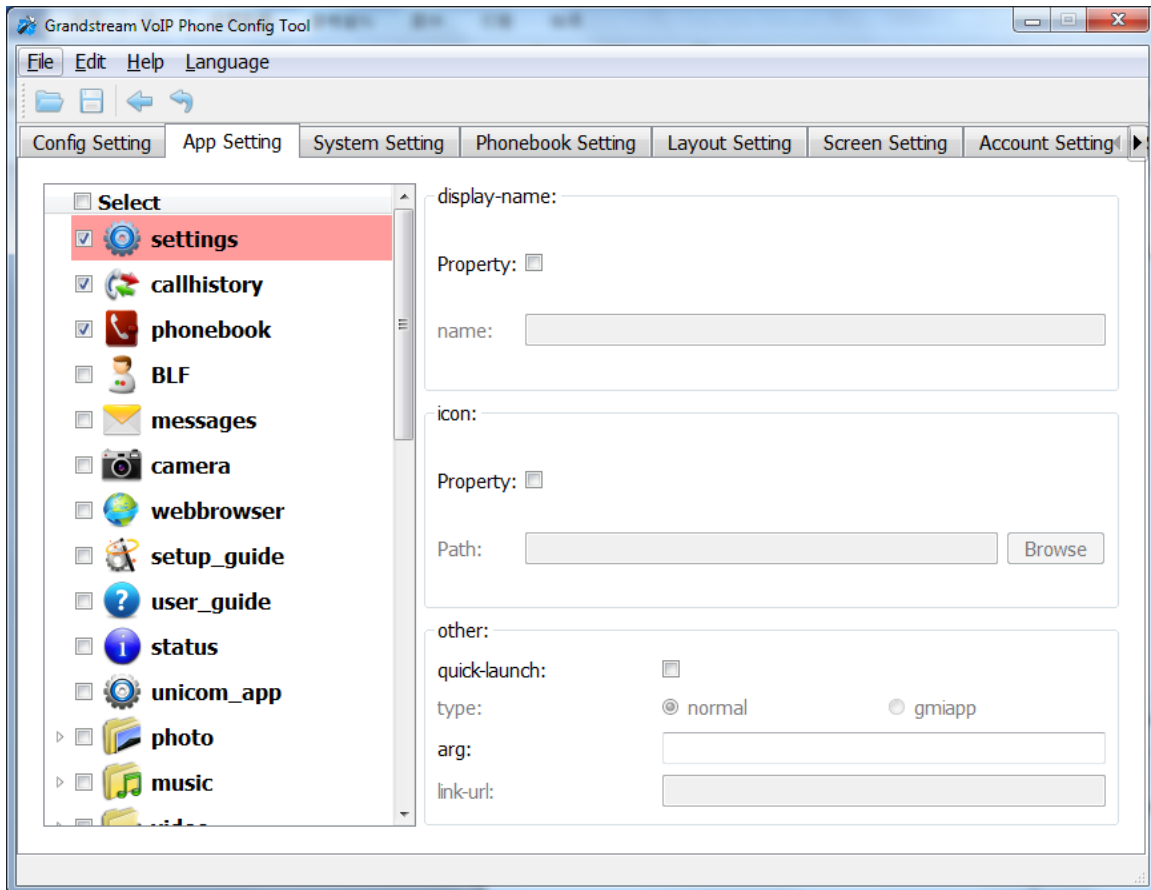 Grandstream VoIP Phone Config Tool
File Edit Help Language
Config Setting App Setting System Setting Phonebook Setting Layout Setting Screen Setting Account Setting
Select
settings
callhistory
phonebook
BLF
messages
camera
webbrowser
setup_guide
user_guide
status
unicom_app
photo
music
video
display-name:
Property:
name:
icon:
Property:
Path:
Browse
other:
quick-launch:
type:
normal
gmiapp
arg:
link-url: